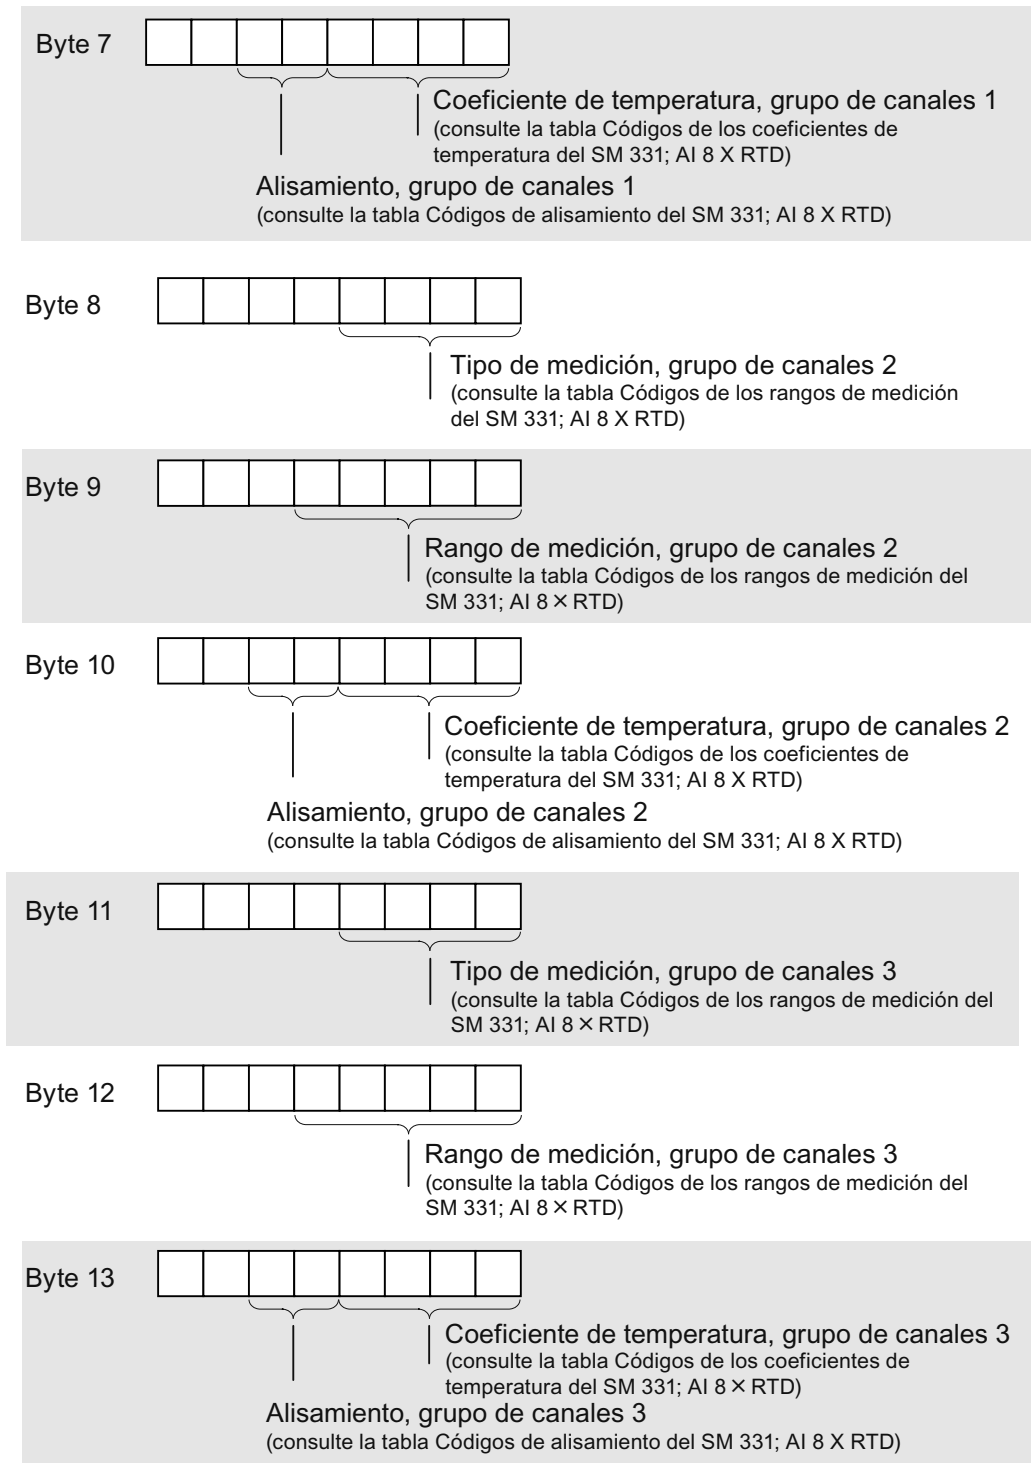 Byte 7
Coeficiente de temperatura, grupo de canales 1
(consulte la tabla Códigos de los coeficientes de
temperatura del SM 331; AI 8 X RTD)
Alisamiento, grupo de canales 1
(consulte la tabla Códigos de alisamiento del SM 331; AI 8 X RTD)
Byte 8
Tipo de medición, grupo de canales 2
(consulte la tabla Códigos de los rangos de medición
del SM 331; AI 8 X RTD)
Byte 9
Rango de medición, grupo de canales 2
(consulte la tabla Códigos de los rangos de medición del
SM 331; AI 8 × RTD)
Byte 10
Coeficiente de temperatura, grupo de canales 2
(consulte la tabla Códigos de los coeficientes de
temperatura del SM 331; AI 8 X RTD)
Alisamiento, grupo de canales 2
(consulte la tabla Códigos de alisamiento del SM 331; AI 8 X RTD)
Byte 11
Tipo de medición, grupo de canales 3
(consulte la tabla Códigos de los rangos de medición del
SM 331; AI 8 × RTD)
Byte 12
Rango de medición, grupo de canales 3
(consulte la tabla Códigos de los rangos de medición del
SM 331; AI 8 × RTD)
Byte 13
Coeficiente de temperatura, grupo de canales 3
(consulte la tabla Códigos de los coeficientes de
temperatura del SM 331; AI 8 × RTD)
Alisamiento, grupo de canales 3
(consulte la tabla Códigos de alisamiento del SM 331; AI 8 X RTD)